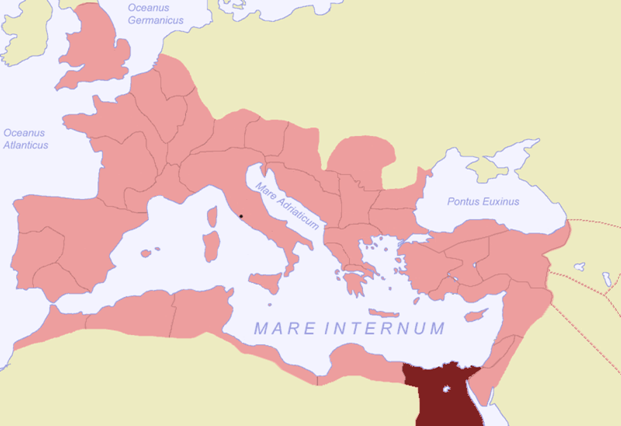 Oceanus
Germanicus
Oceanus
Atlanticus
Mare Adriaticum
Pontus Euxinus
MARE INTERNUM